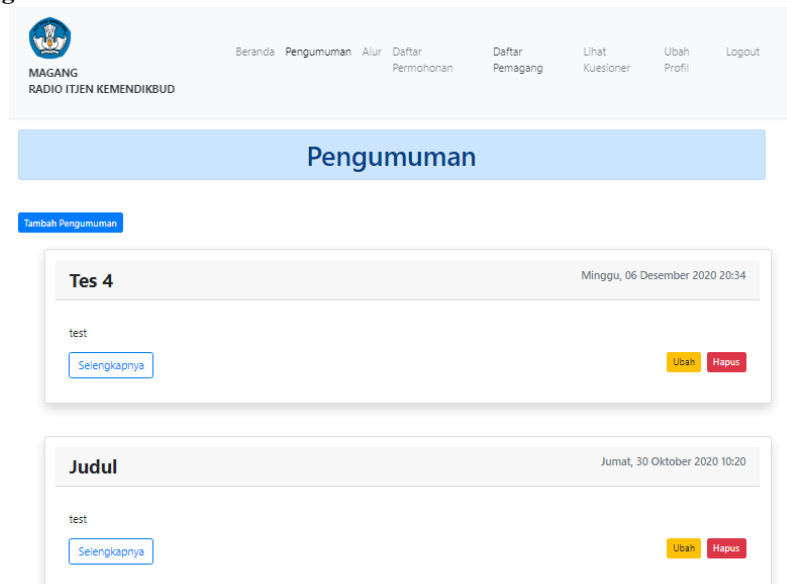 MAGANG
RADIO ITJEN KEMENDIKBUD
Beranda Pengumuman Alur Daftar Permohonan Daftar Pemagang Lihat Kuesioner Ubah Profil Logout
Pengumuman
Tambah Pengumuman
Tes 4 Minggu, 06 Desember 2020 20:34
test
Selengkapnya Ubah Hapus
Judul Jumat, 30 Oktober 2020 10:20
test
Selengkapnya Ubah Hapus